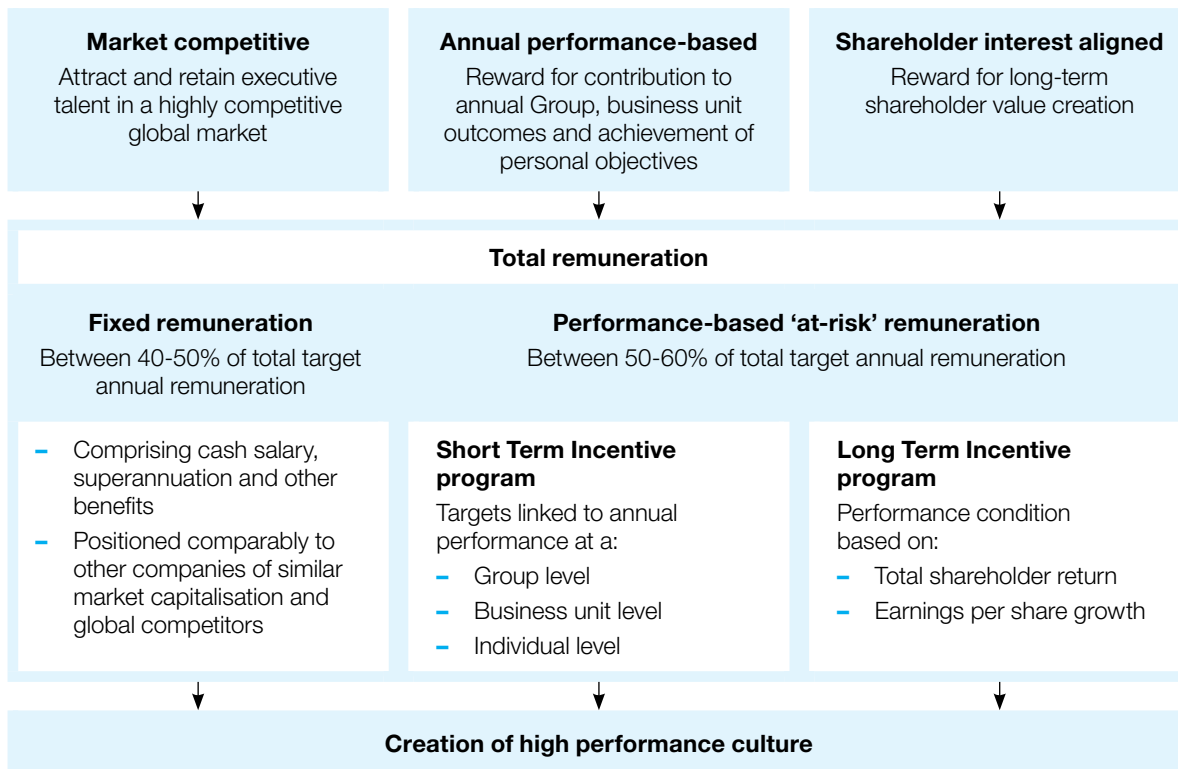 Market competitive
Attract and retain executive
talent in a highly competitive
global market
Annual performance-based
Reward for contribution to
annual Group, business unit
outcomes and achievement of
personal objectives
Shareholder interest aligned
Reward for long-term
shareholder value creation
Total remuneration
Fixed remuneration
Between 40-50% of total target
annual remuneration
Performance-based ‘at-risk’ remuneration
Between 50-60% of total target annual remuneration
– Comprising cash salary,
superannuation and other
benefits
– Positioned comparably to
other companies of similar
market capitalisation and
global competitors
Short Term Incentive
program
Targets linked to annual
performance at a:
– Group level
– Business unit level
– Individual level
Long Term Incentive
program
Performance condition
based on:
– Total shareholder return
– Earnings per share growth
Creation of high performance culture